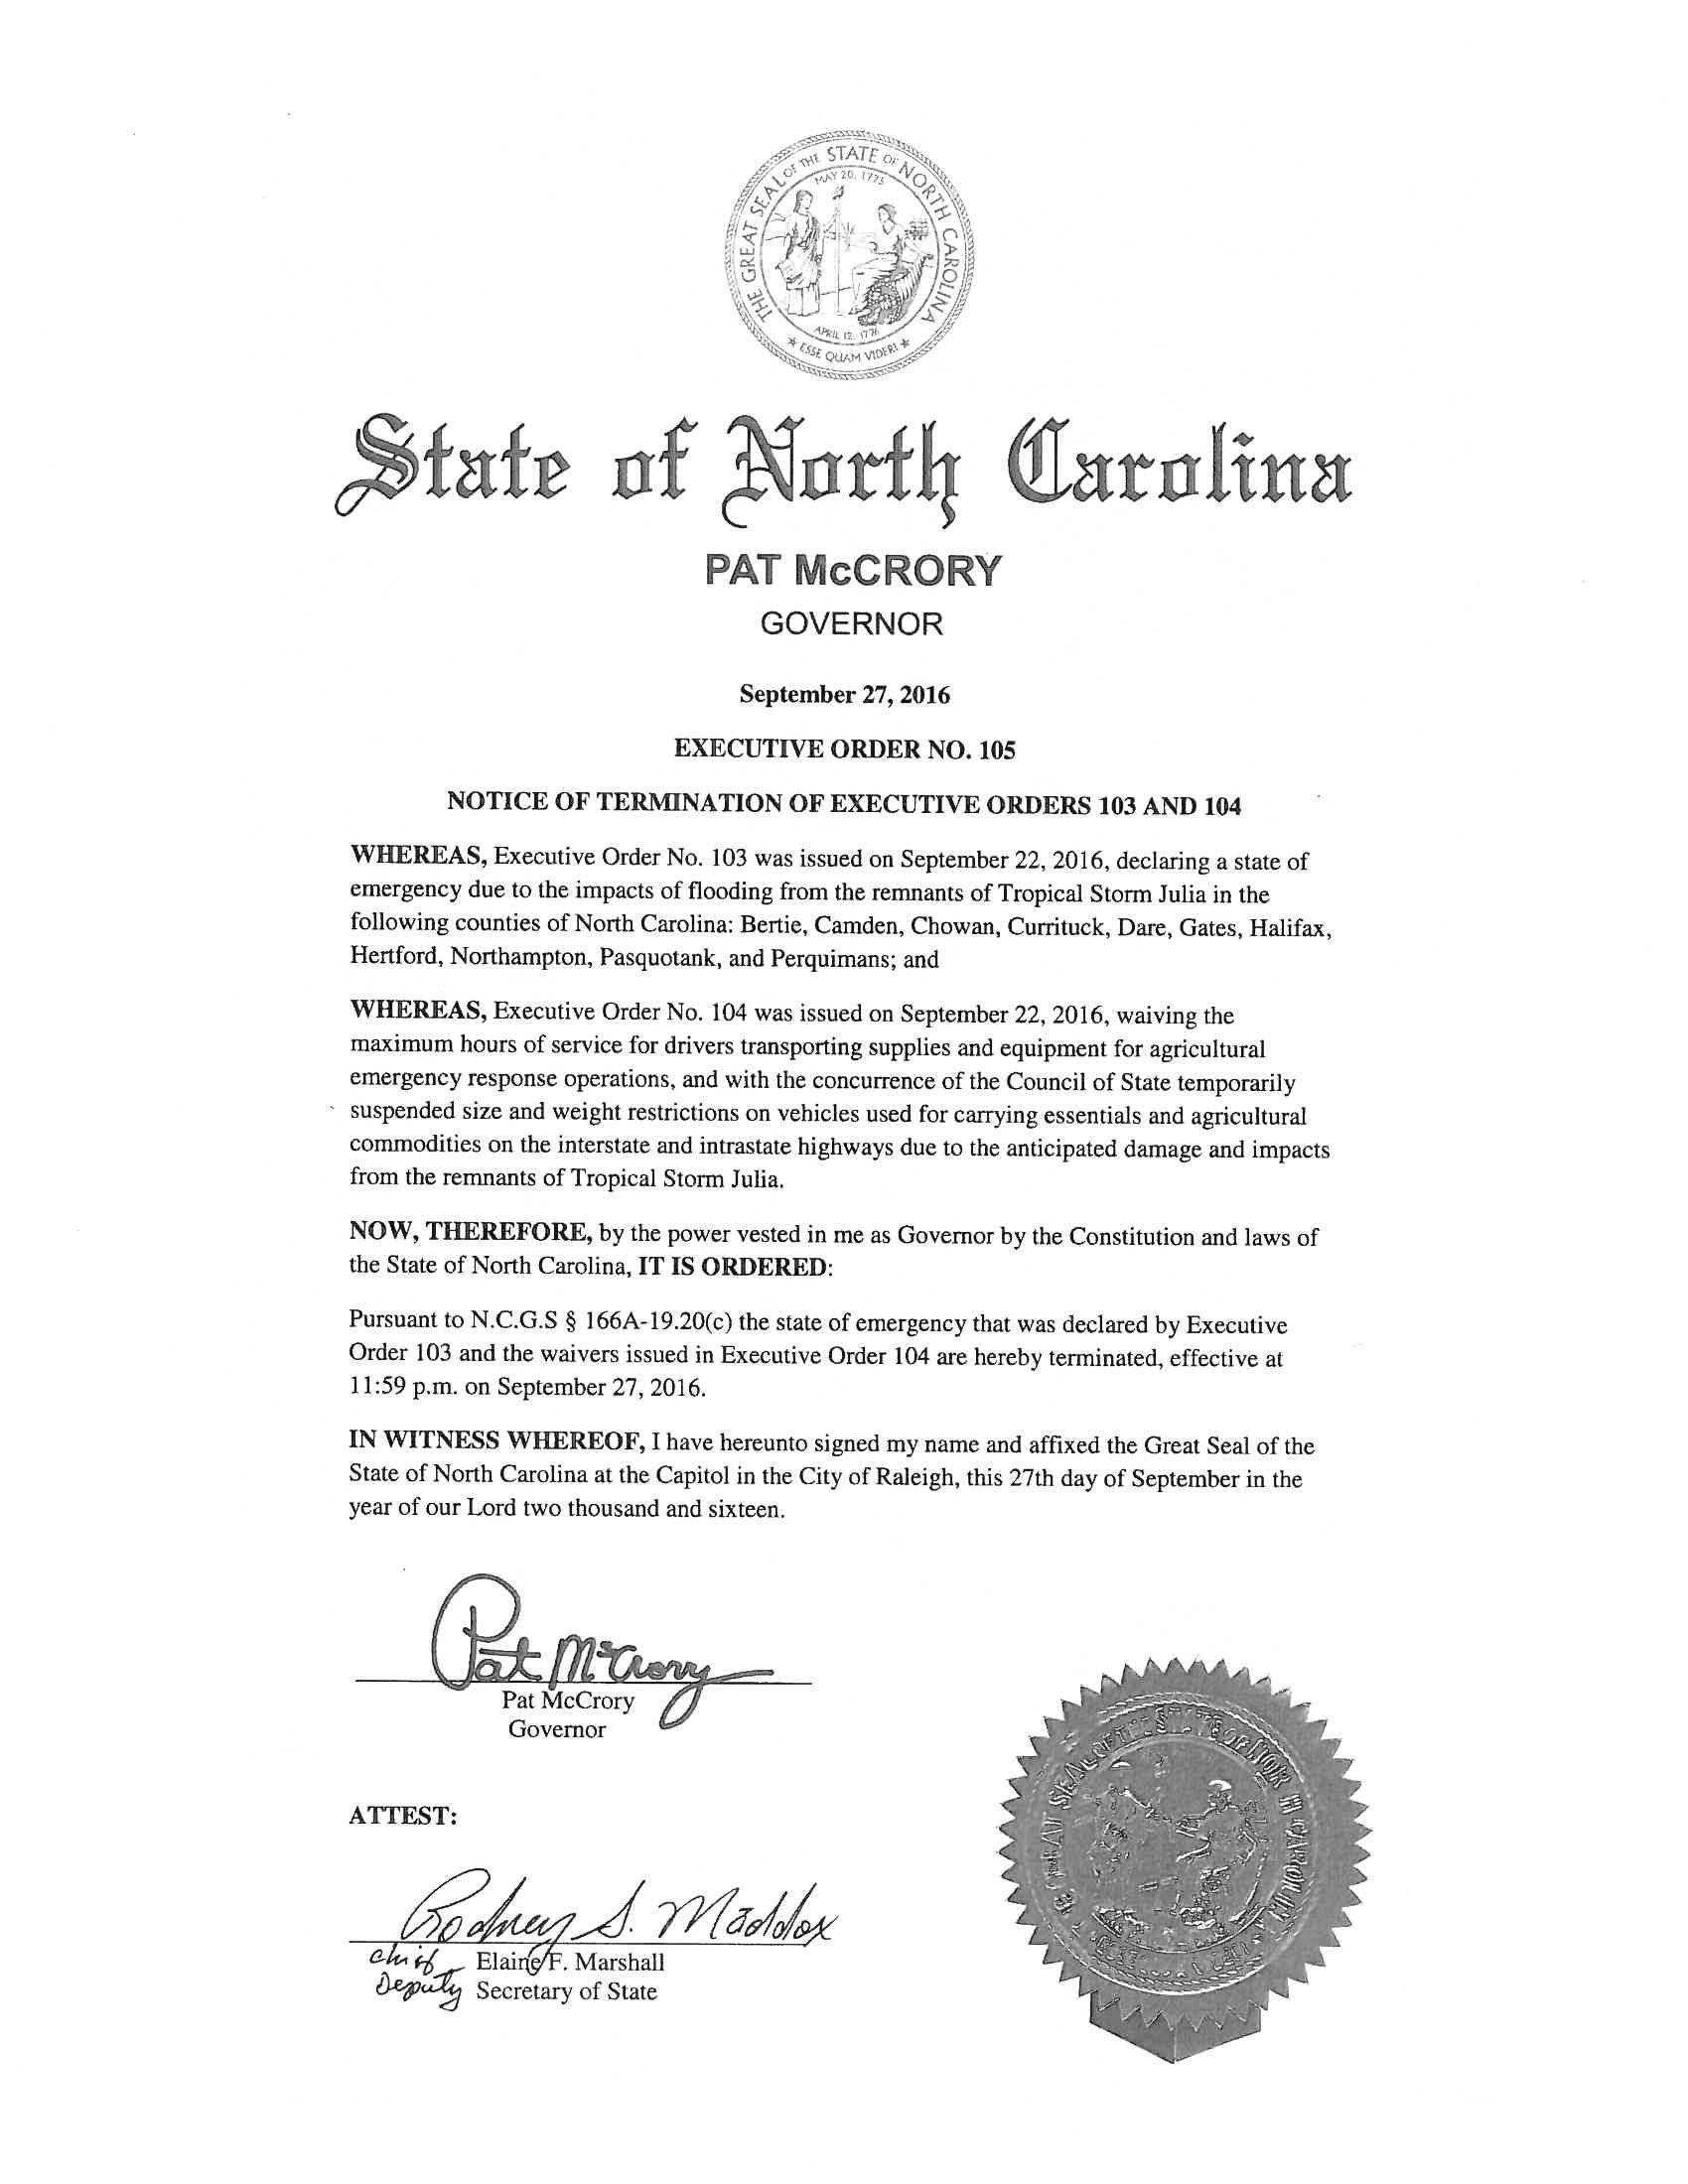 THE GREAT SEAL OF THE STATE OF NORTH CAROLINA
MAY 20, 1775
APRIL 12, 1776
★ ESSE QUAM VIDERI ★
State of North Carolina
PAT McCRORY
GOVERNOR
September 27, 2016
EXECUTIVE ORDER NO. 105
NOTICE OF TERMINATION OF EXECUTIVE ORDERS 103 AND 104
WHEREAS, Executive Order No. 103 was issued on September 22, 2016, declaring a state of
emergency due to the impacts of flooding from the remnants of Tropical Storm Julia in the
following counties of North Carolina: Bertie, Camden, Chowan, Currituck, Dare, Gates, Halifax,
Hertford, Northampton, Pasquotank, and Perquimans; and
WHEREAS, Executive Order No. 104 was issued on September 22, 2016, waiving the
maximum hours of service for drivers transporting supplies and equipment for agricultural
emergency response operations, and with the concurrence of the Council of State temporarily
suspended size and weight restrictions on vehicles used for carrying essentials and agricultural
commodities on the interstate and intrastate highways due to the anticipated damage and impacts
from the remnants of Tropical Storm Julia.
NOW, THEREFORE, by the power vested in me as Governor by the Constitution and laws of
the State of North Carolina, IT IS ORDERED:
Pursuant to N.C.G.S § 166A-19.20(c) the state of emergency that was declared by Executive
Order 103 and the waivers issued in Executive Order 104 are hereby terminated, effective at
11:59 p.m. on September 27, 2016.
IN WITNESS WHEREOF, I have hereunto signed my name and affixed the Great Seal of the
State of North Carolina at the Capitol in the City of Raleigh, this 27th day of September in the
year of our Lord two thousand and sixteen.
Pat McCrory
Pat McCrory
Governor
ATTEST:
Rodney S. Maddox
Chief Elaine F. Marshall
Deputy Secretary of State